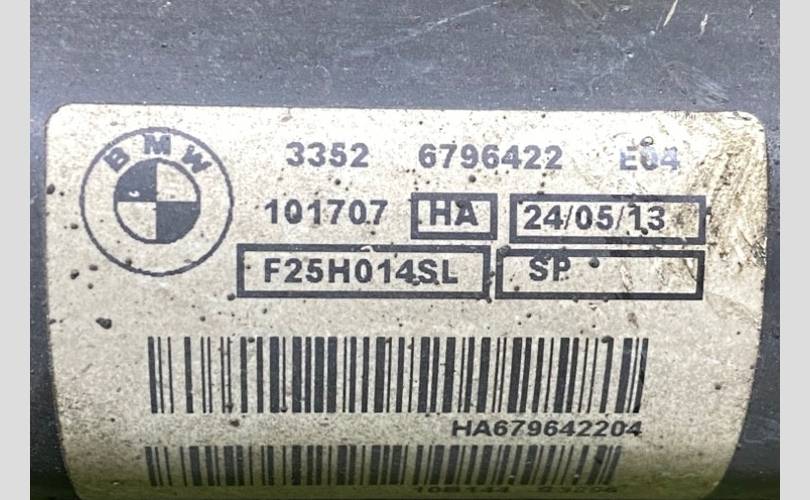 BMW
3352 6796422 E04
101707 HA 24/05/13
F25H014SL SP
HA679642204